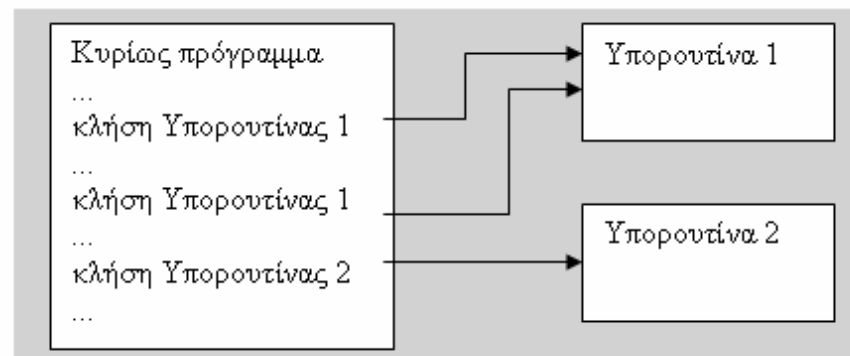 Κυρίως πρόγραμμα
...
κλήση Υπορουτίνας 1
...
κλήση Υπορουτίνας 1
...
κλήση Υπορουτίνας 2
...
Υπορουτίνα 1
Υπορουτίνα 2